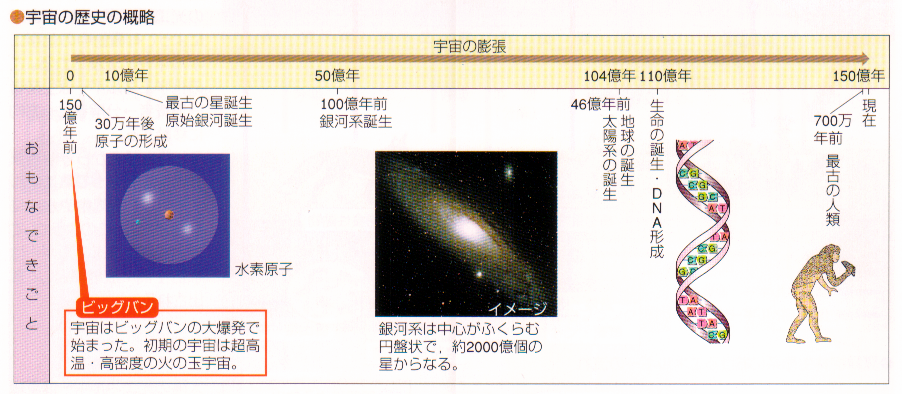 ●宇宙の歴史の概略
宇宙の膨張
0
10億年
50億年
104億年
110億年
150億年
おもなできごと
150
億
年
前
30万年後
原子の形成
最古の星誕生
原始銀河誕生
100億年前
銀河系誕生
46億年前
地球の誕生
太陽系の誕生
生命の誕生・DNA形成
700万
年前
最古の人類
現在
水素原子
ビッグバン
宇宙はビッグバンの大爆発で
始まった。初期の宇宙は超高
温・高密度の火の玉宇宙。
イメージ
銀河系は中心がふくらむ
円盤状で，約2000億個の
星からなる。
A T
C G
C G
G C
A T
T A
C G
C G
G C
T A
A T
T A
C G